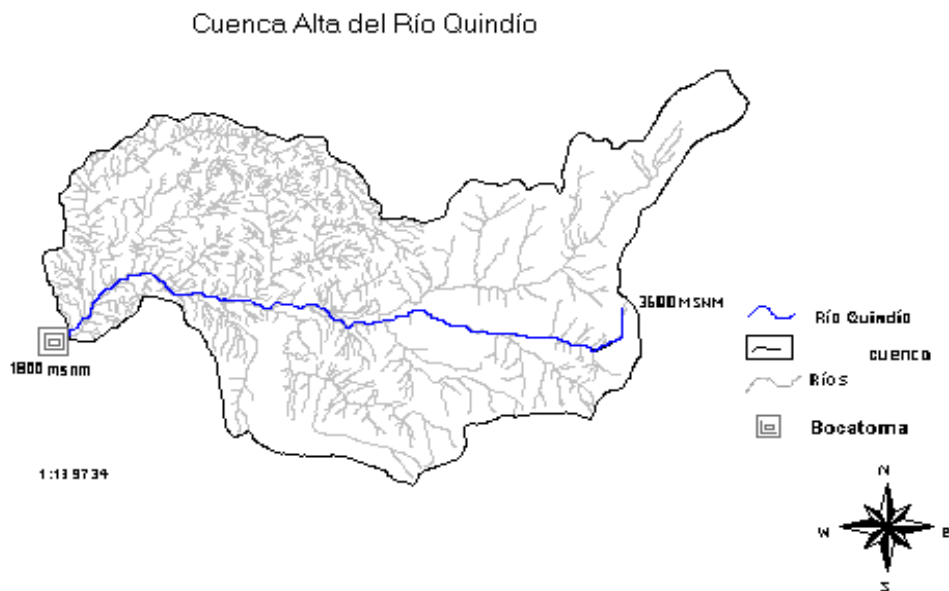 Cuenca Alta del Río Quindío
3600 MSNM
Río Quindío
cuenca
Ríos
1800 msnm
Bocatoma
1:139734
N
W
E
S